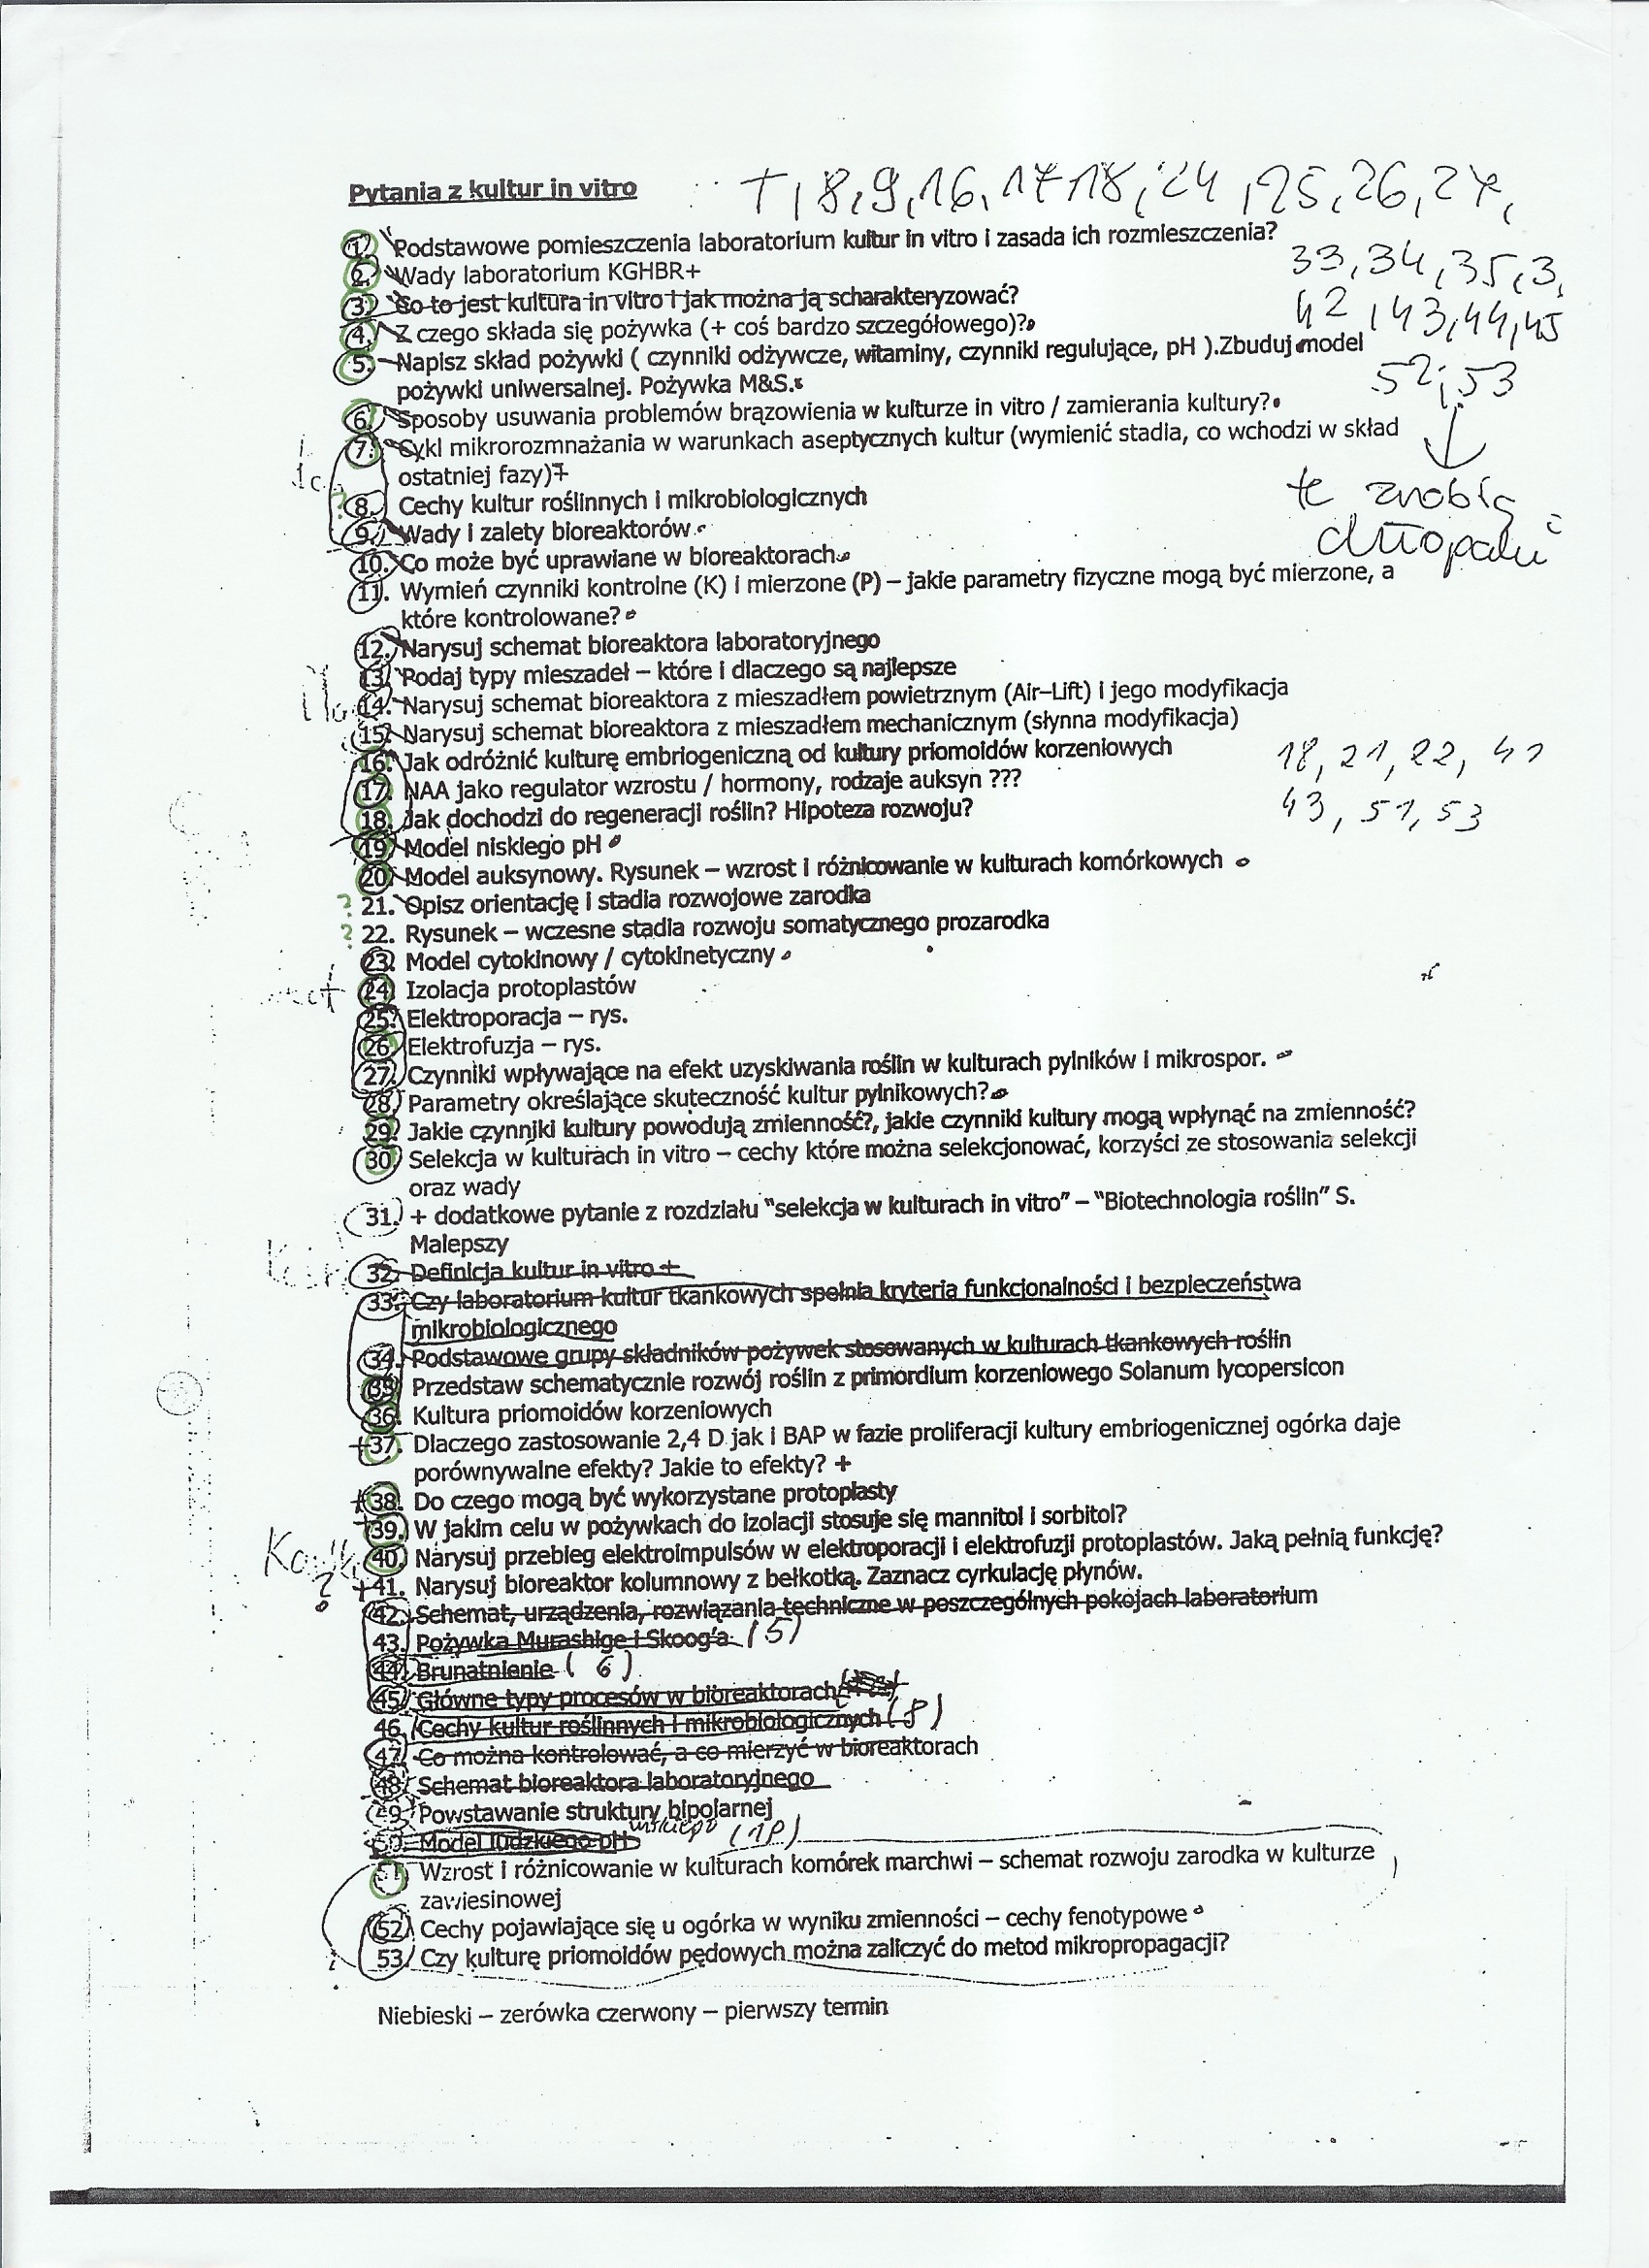 Pytania z kultur in vitro
7, 8, 9, 16, 17 18, 24, 25, 26, 27,
1. Podstawowe pomieszczenia laboratorium kultur in vitro i zasada ich rozmieszczenia?
33, 34, 35, 3,
2. Wady laboratorium KGHBR+
3. Co to jest kultura in vitro i jak można ją scharakteryzować?
42, 43, 44, 45
4. Z czego składa się pożywka (+ coś bardzo szczegółowego)?
5. Napisz skład pożywki ( czynniki odżywcze, witaminy, czynniki regulujące, pH ).Zbuduj model
pożywki uniwersalnej. Pożywka M&S.
52, 53
6. Sposoby usuwania problemów brązowienia w kulturze in vitro / zamierania kultury?
7. Cykl mikrorozmnażania w warunkach aseptycznych kultur (wymienić stadia, co wchodzi w skład
ostatniej fazy)+
te zrobią
chłopaki
? 8. Cechy kultur roślinnych i mikrobiologicznych
9. Wady i zalety bioreaktorów
10. Co może być uprawiane w bioreaktorach
11. Wymień czynniki kontrolne (K) i mierzone (P) – jakie parametry fizyczne mogą być mierzone, a
które kontrolowane?
12. Narysuj schemat bioreaktora laboratoryjnego
13. Podaj typy mieszadeł – które i dlaczego są najlepsze
14. Narysuj schemat bioreaktora z mieszadłem powietrznym (Air–Lift) i jego modyfikacja
15. Narysuj schemat bioreaktora z mieszadłem mechanicznym (słynna modyfikacja)
16. Jak odróżnić kulturę embriogeniczną od kultury priomoidów korzeniowych
18, 21, 22, 41
17. NAA jako regulator wzrostu / hormony, rodzaje auksyn ???
43, 51, 53
18. Jak dochodzi do regeneracji roślin? Hipoteza rozwoju?
19. Model niskiego pH
20. Model auksynowy. Rysunek – wzrost i różnicowanie w kulturach komórkowych
? 21. Opisz orientację i stadia rozwojowe zarodka
? 22. Rysunek – wczesne stadia rozwoju somatycznego prozarodka
23. Model cytokinowy / cytokinetyczny
24. Izolacja protoplastów
25. Elektroporacja – rys.
26. Elektrofuzja – rys.
27. Czynniki wpływające na efekt uzyskiwania roślin w kulturach pylników i mikrospor.
28. Parametry określające skuteczność kultur pylnikowych?
29. Jakie czynniki kultury powodują zmienność?, jakie czynniki kultury mogą wpłynąć na zmienność?
30. Selekcja w kulturach in vitro – cechy które można selekcjonować, korzyści ze stosowania selekcji
oraz wady
31. + dodatkowe pytanie z rozdziału "selekcja w kulturach in vitro" – "Biotechnologia roślin" S.
Malepszy
32. Definicja kultur in vitro +
33. Czy laboratorium kultur tkankowych spełnia kryteria funkcjonalności i bezpieczeństwa
mikrobiologicznego
34. Podstawowe grupy składników pożywek stosowanych w kulturach tkankowych roślin
35. Przedstaw schematycznie rozwój roślin z primordium korzeniowego Solanum lycopersicon
36. Kultura priomoidów korzeniowych
+37. Dlaczego zastosowanie 2,4 D jak i BAP w fazie proliferacji kultury embriogenicznej ogórka daje
porównywalne efekty? Jakie to efekty? +
+38. Do czego mogą być wykorzystane protoplasty
+39. W jakim celu w pożywkach do izolacji stosuje się mannitol i sorbitol?
40. Narysuj przebieg elektroimpulsów w elektroporacji i elektrofuzji protoplastów. Jaką pełnią funkcję?
? +41. Narysuj bioreaktor kolumnowy z bełkotką. Zaznacz cyrkulację płynów.
42. Schemat, urządzenia, rozwiązania techniczne w poszczególnych pokojach laboratorium
43. Pożywka Murashige i Skoog'a (5)
44. Brunatnienie (6)
45. Główne typy procesów w bioreaktorach
46. Cechy kultur roślinnych i mikrobiologicznych (8)
47. Co można kontrolować, a co mierzyć w bioreaktorach
48. Schemat bioreaktora laboratoryjnego
49. Powstawanie struktury bipolarnej
50. Model ludzkiego pH niskiego (19)
51. Wzrost i różnicowanie w kulturach komórek marchwi – schemat rozwoju zarodka w kulturze
zawiesinowej
52. Cechy pojawiające się u ogórka w wyniku zmienności – cechy fenotypowe
53. Czy kulturę priomoidów pędowych można zaliczyć do metod mikropropagacji?
Niebieski – zerówka czerwony – pierwszy termin